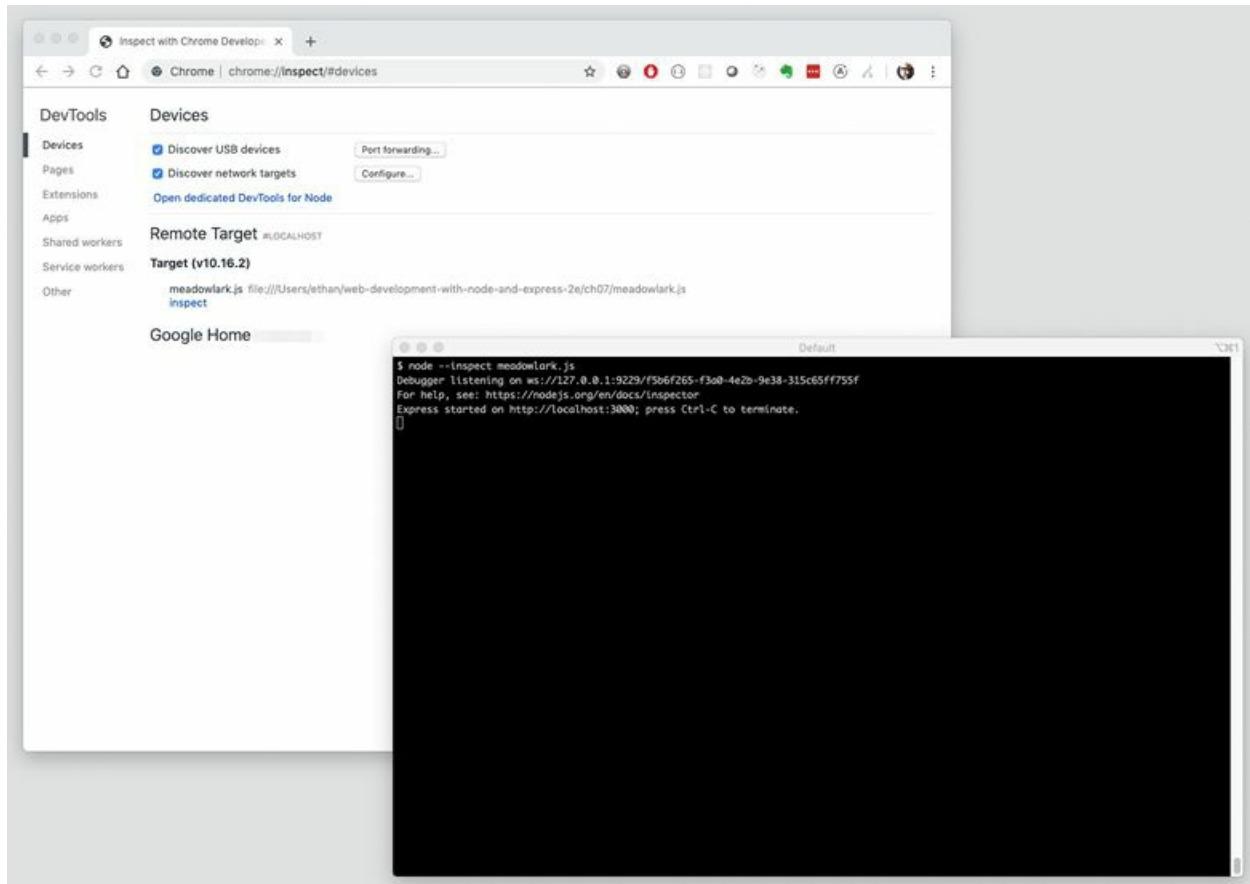 Inspect with Chrome Develop
Chrome | chrome://inspect/#devices
DevTools
Devices
Pages
Extensions
Apps
Shared workers
Service workers
Other
Devices
Discover USB devices
Port forwarding...
Discover network targets
Configure...
Open dedicated DevTools for Node
Remote Target #LOCALHOST
Target (v10.16.2)
meadowlark.js file:///Users/ethan/web-development-with-node-and-express-2e/ch07/meadowlark.js
inspect
Google Home
Default
$ node --inspect meadowlark.js
Debugger listening on ws://127.0.0.1:9229/f5b6f265-f3a0-4e2b-9e38-315c65ff755f
For help, see: https://nodejs.org/en/docs/inspector
Express started on http://localhost:3000; press Ctrl-C to terminate.